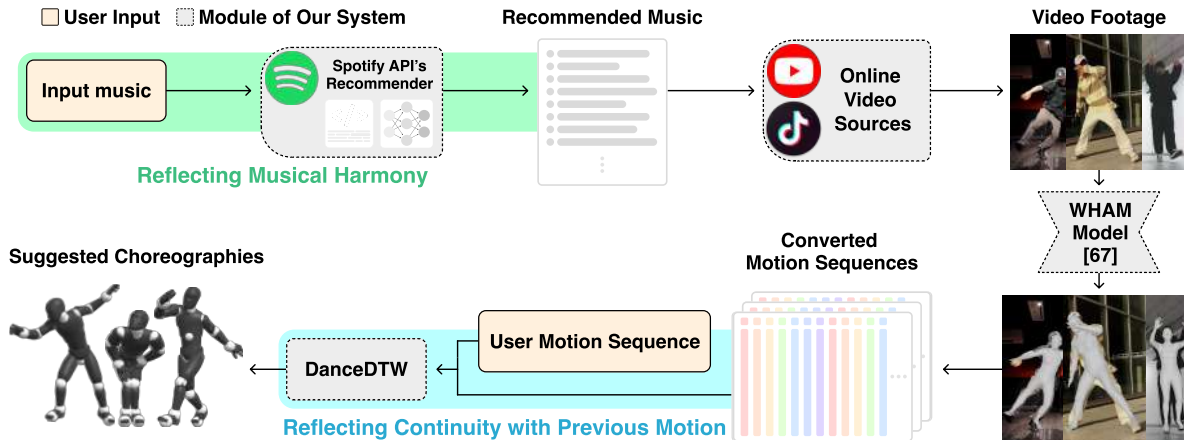 User Input
Module of Our System
Recommended Music
Video Footage
Input music
Spotify API's
Recommender
Online
Video
Sources
Reflecting Musical Harmony
WHAM
Model
[67]
Suggested Choreographies
Converted
Motion Sequences
User Motion Sequence
DanceDTW
Reflecting Continuity with Previous Motion